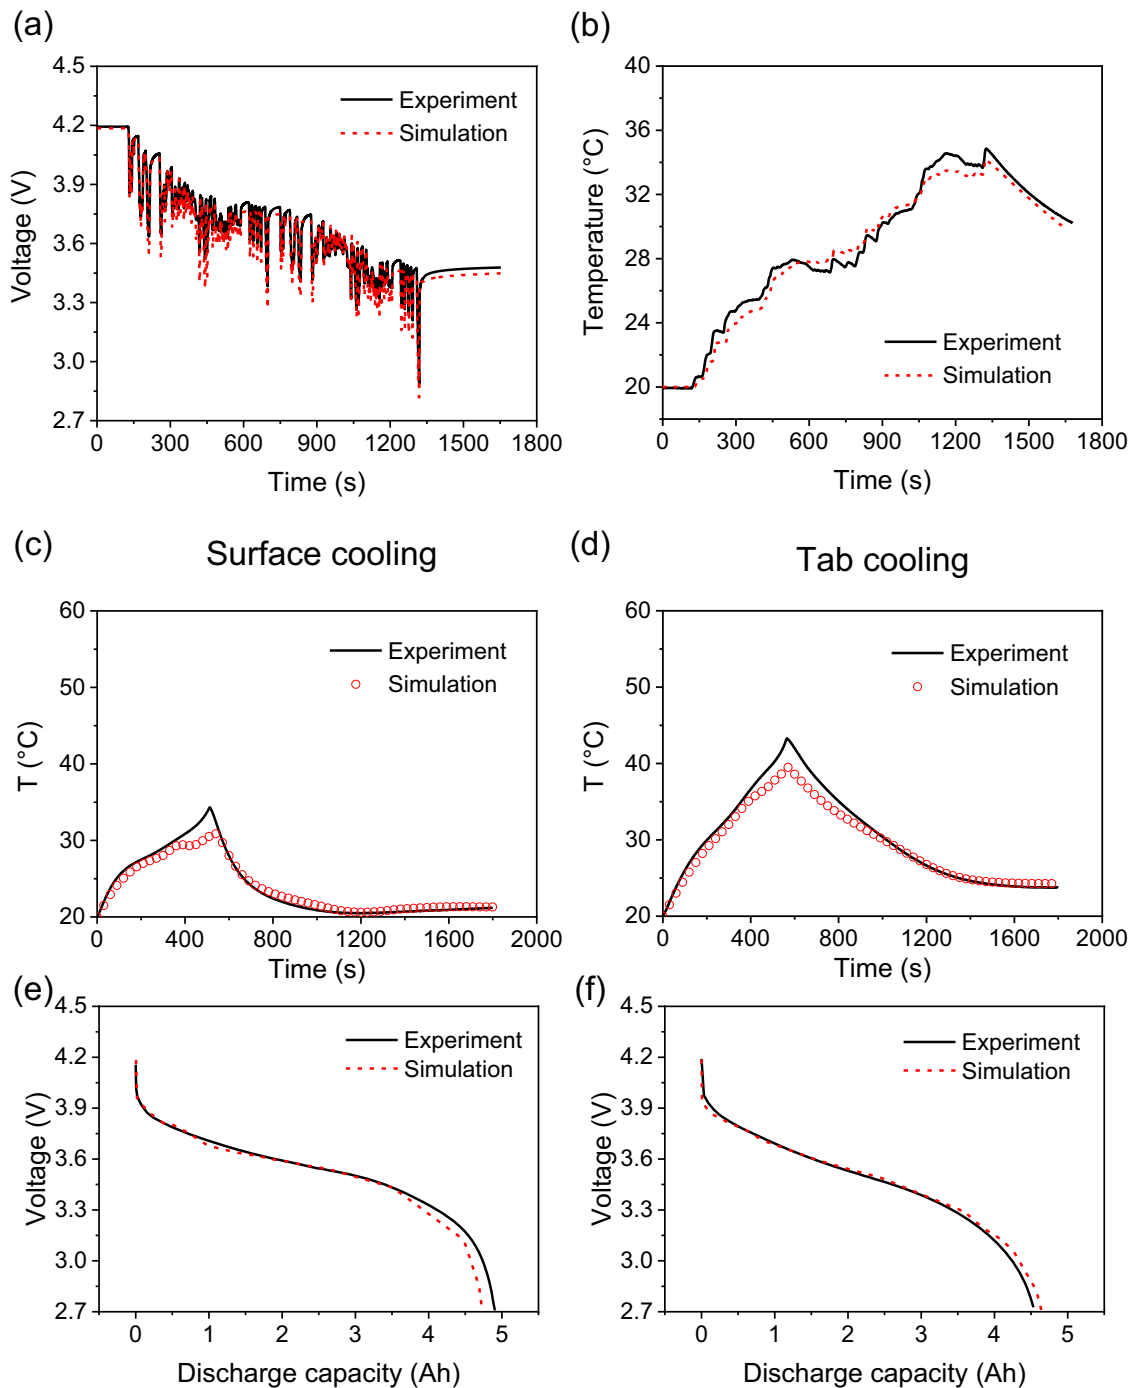 (a)
4.5
4.2
3.9
3.6
3.3
3.0
2.7
Voltage (V)
Experiment
Simulation
0 300 600 900 1200 1500 1800
Time (s)
(b)
40
36
32
28
24
20
Temperature (°C)
Experiment
Simulation
0 300 600 900 1200 1500 1800
Time (s)
(c)
Surface cooling
60
50
40
30
20
T (°C)
Experiment
Simulation
0 400 800 1200 1600 2000
Time (s)
(d)
Tab cooling
60
50
40
30
20
T (°C)
Experiment
Simulation
0 400 800 1200 1600 2000
Time (s)
(e)
4.5
4.2
3.9
3.6
3.3
3.0
2.7
Voltage (V)
Experiment
Simulation
0 1 2 3 4 5
Discharge capacity (Ah)
(f)
4.5
4.2
3.9
3.6
3.3
3.0
2.7
Voltage (V)
Experiment
Simulation
0 1 2 3 4 5
Discharge capacity (Ah)